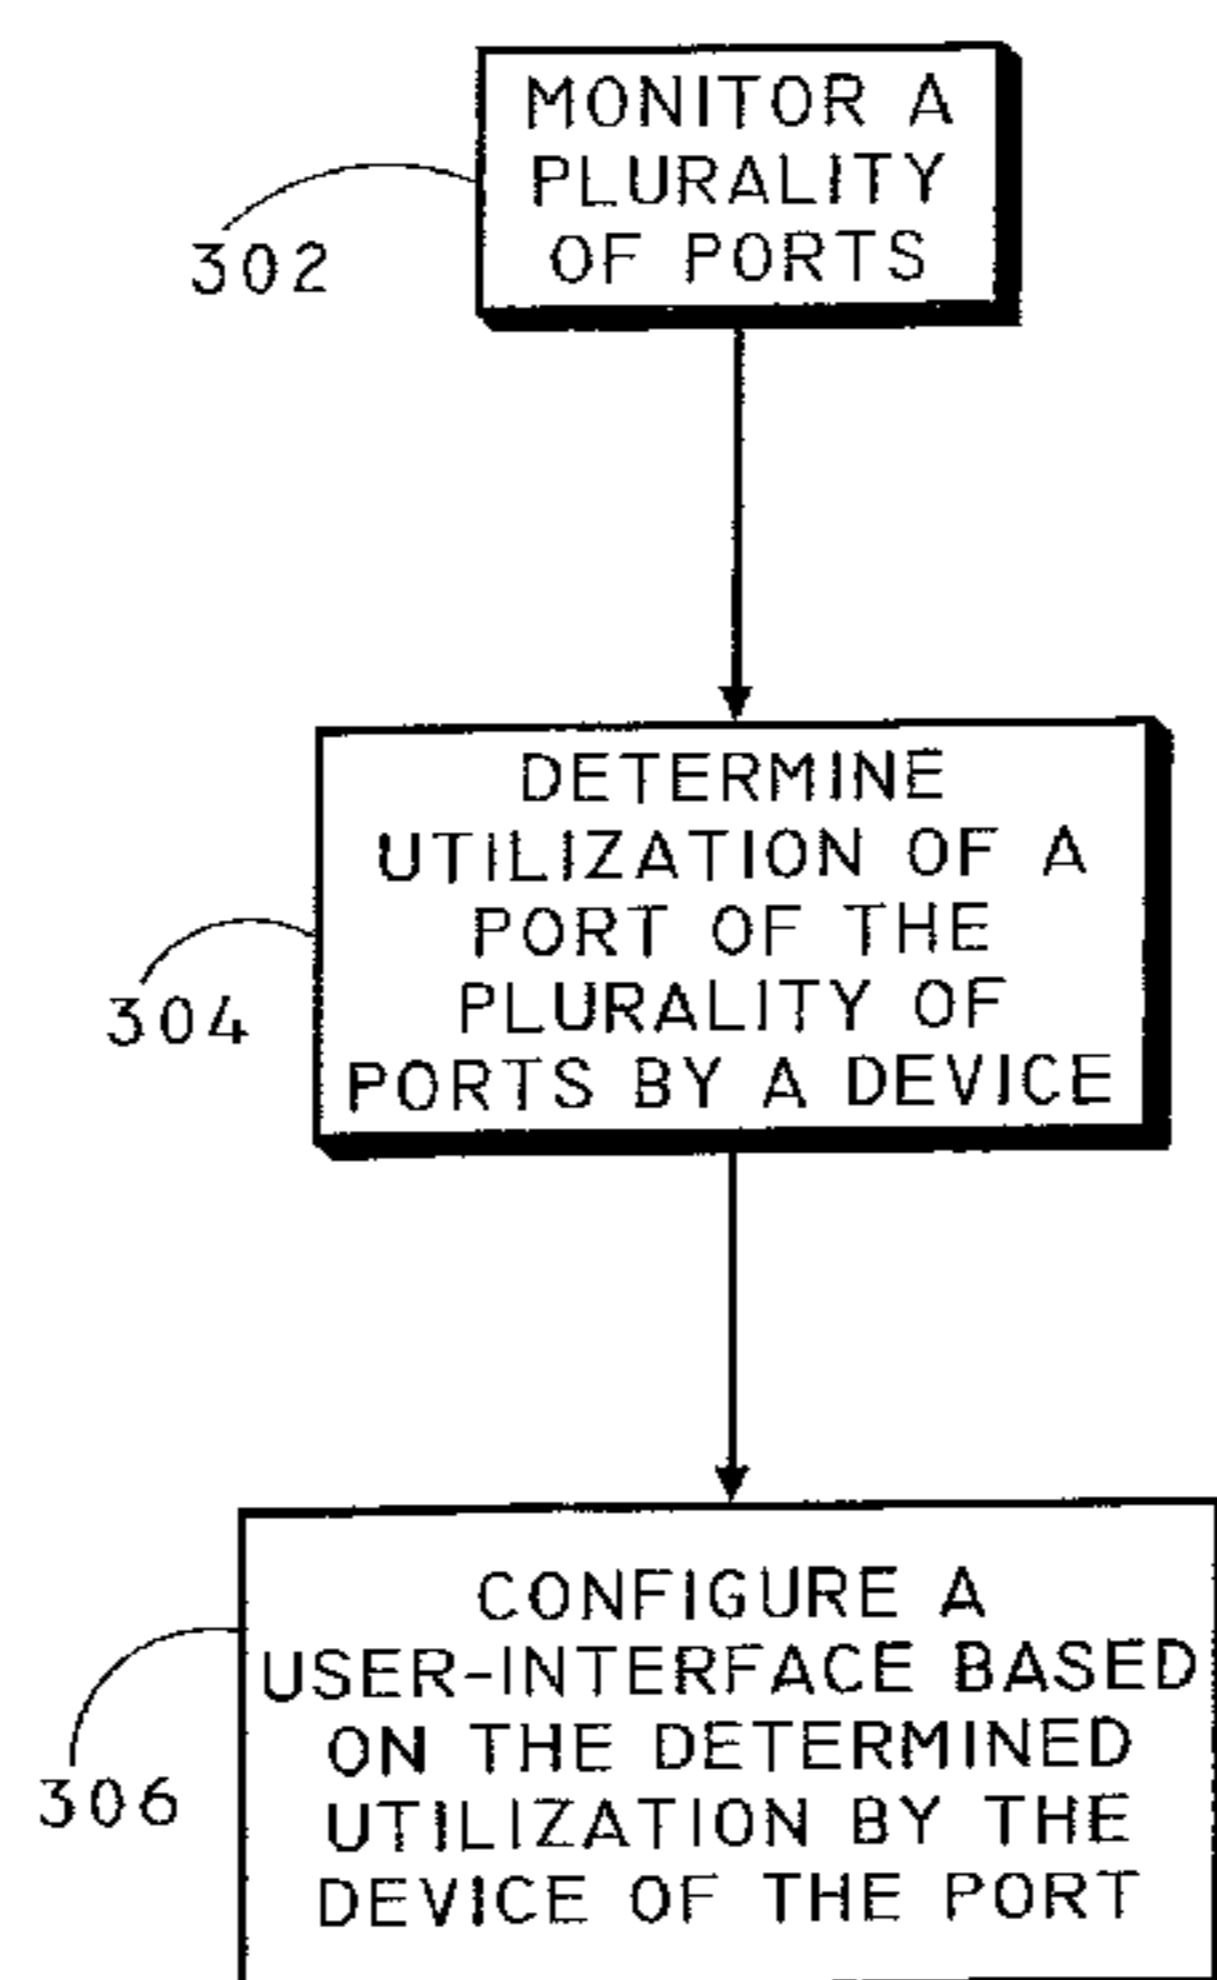 MONITOR A
PLURALITY
OF PORTS
302
DETERMINE
UTILIZATION OF A
PORT OF THE
PLURALITY OF
PORTS BY A DEVICE
304
CONFIGURE A
USER-INTERFACE BASED
ON THE DETERMINED
UTILIZATION BY THE
DEVICE OF THE PORT
306